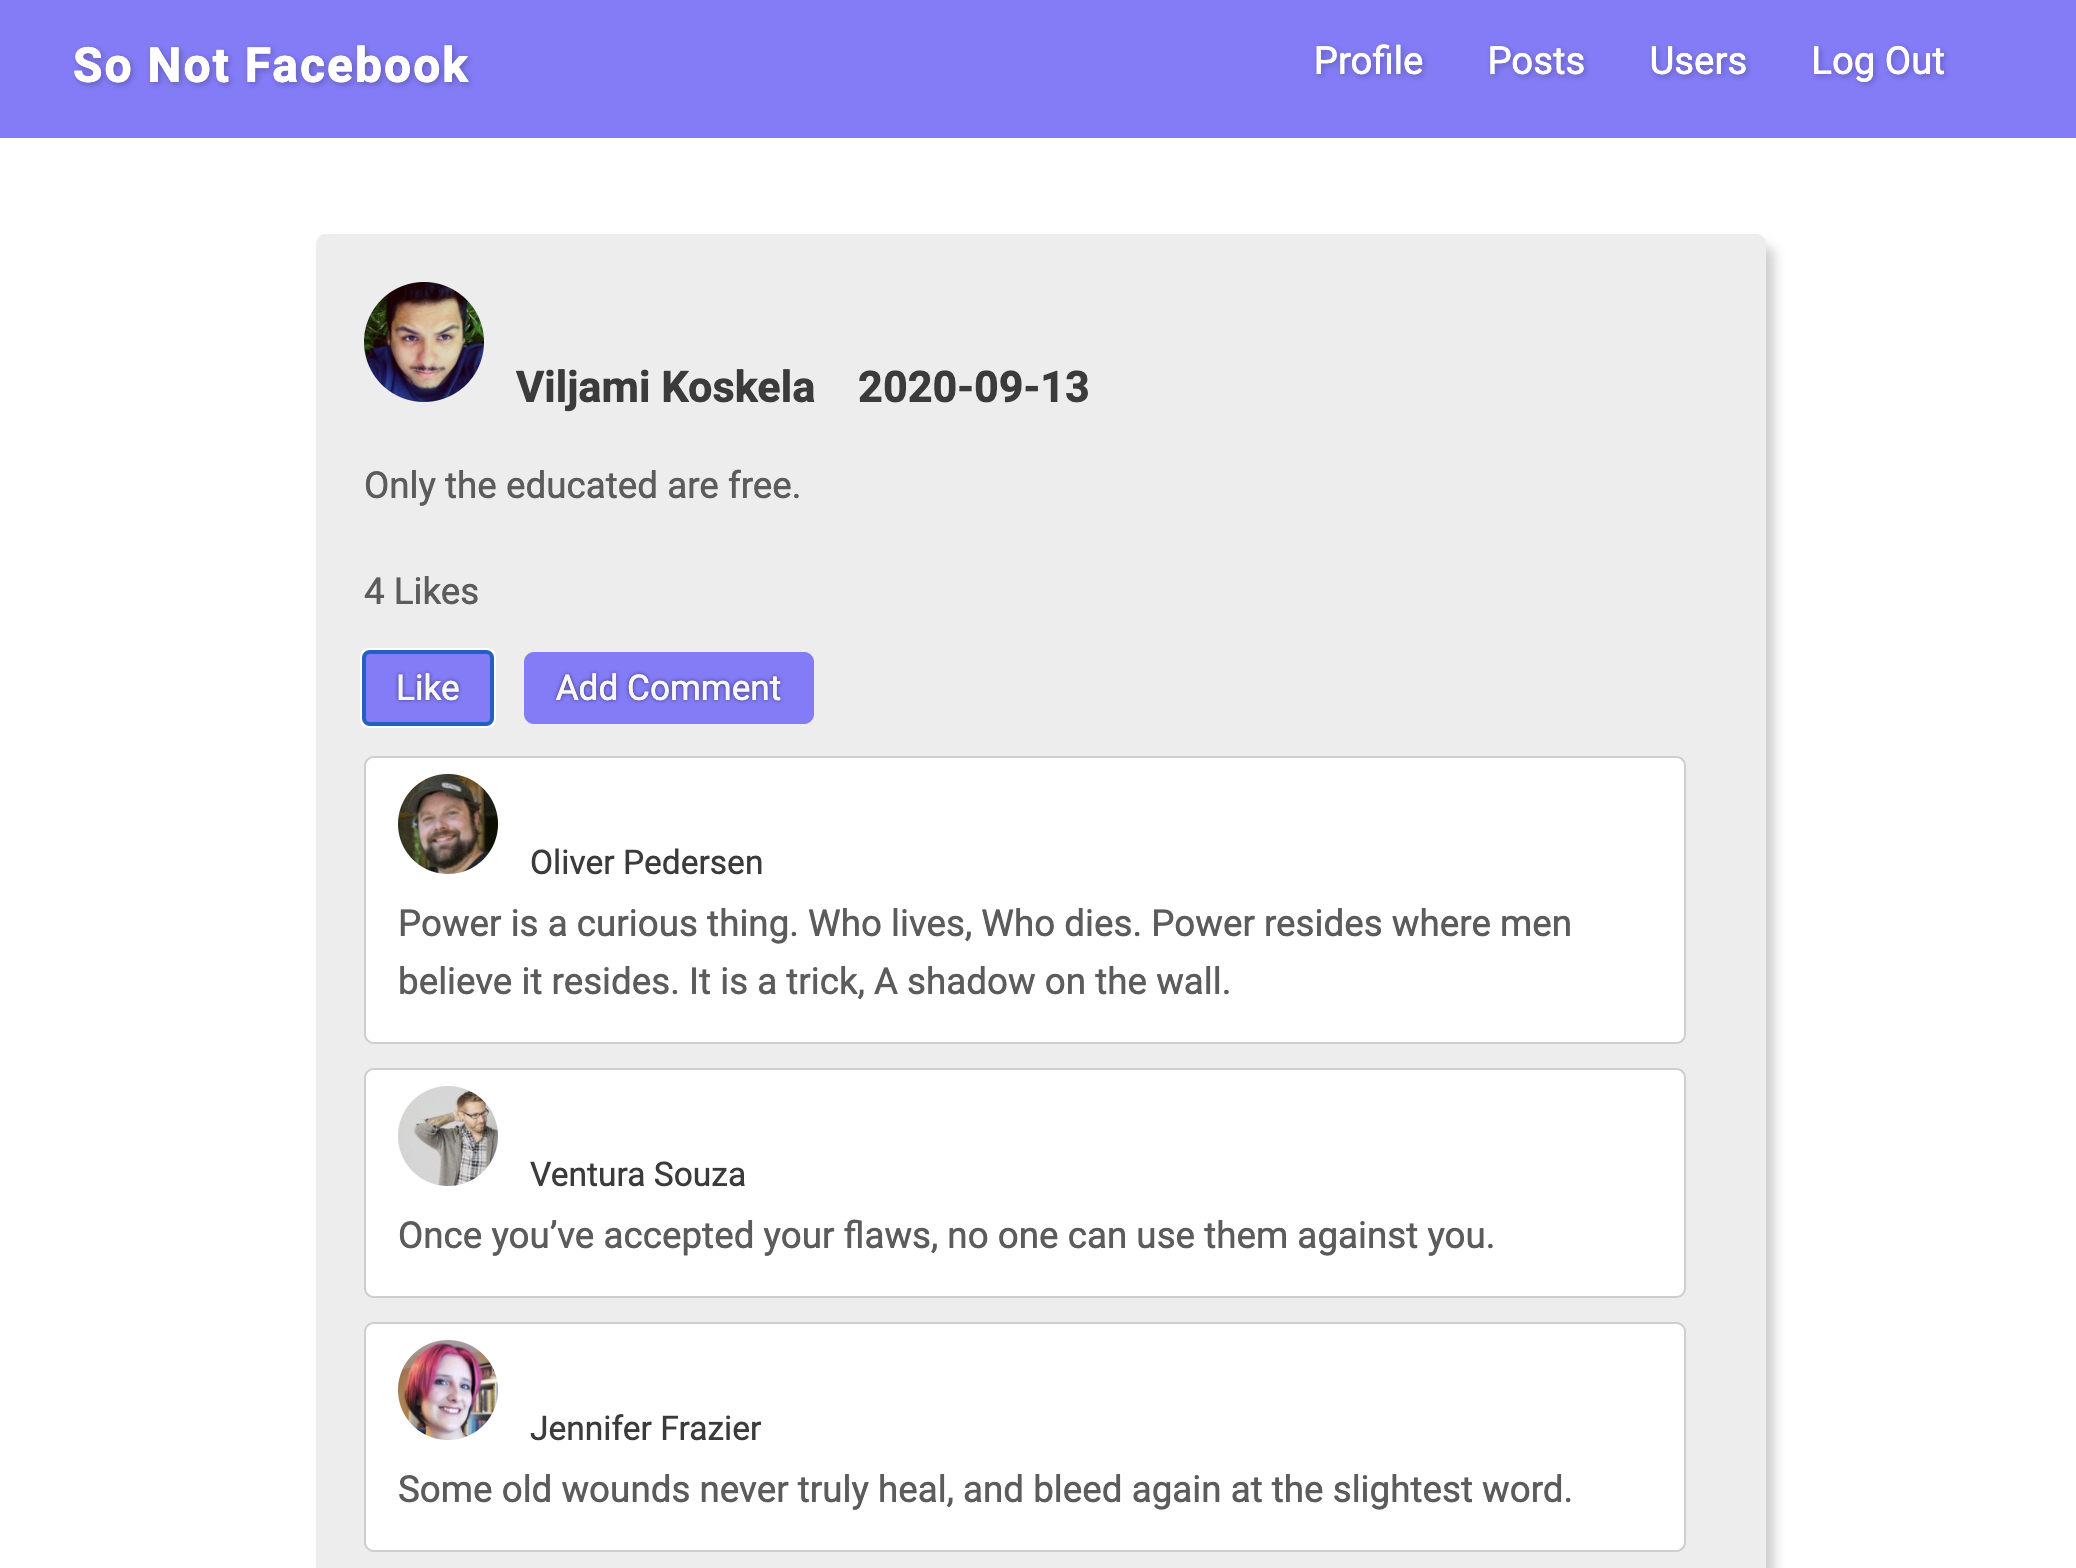 So Not Facebook
Profile Posts Users Log Out
Viljami Koskela 2020-09-13
Only the educated are free.
4 Likes
Like Add Comment
Oliver Pedersen
Power is a curious thing. Who lives, Who dies. Power resides where men
believe it resides. It is a trick, A shadow on the wall.
Ventura Souza
Once you’ve accepted your flaws, no one can use them against you.
Jennifer Frazier
Some old wounds never truly heal, and bleed again at the slightest word.